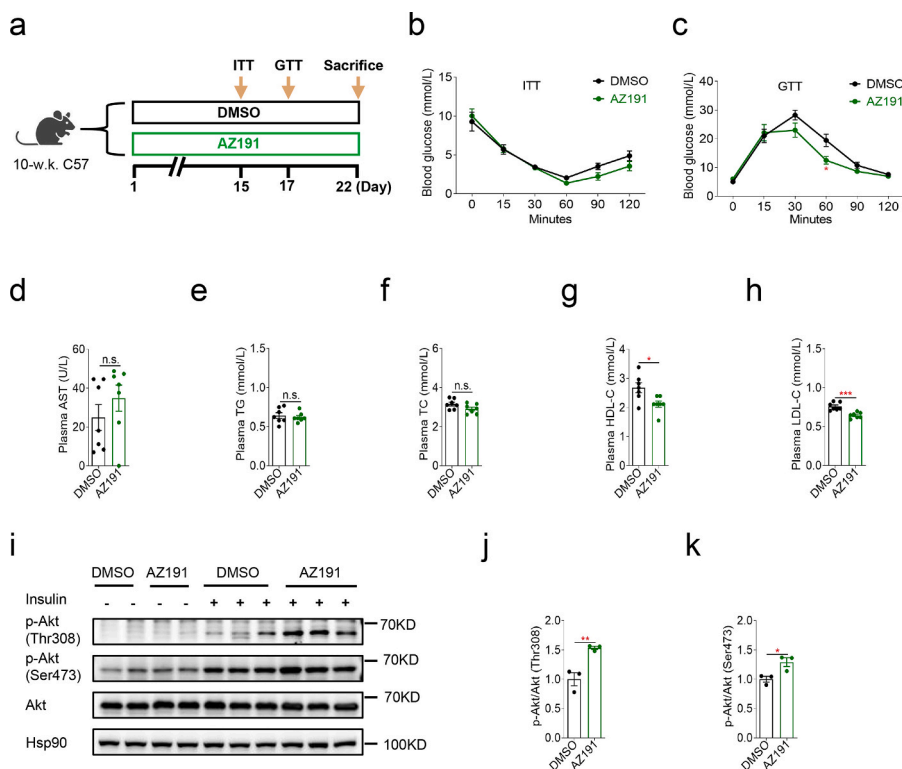 a
ITT
GTT
Sacrifice
DMSO
AZ191
10-w.k. C57
1
15
17
22 (Day)
b
Blood glucose (mmol/L)
ITT
DMSO
AZ191
15
10
5
0
0
15
30
60
90
120
Minutes
c
Blood glucose (mmol/L)
GTT
DMSO
AZ191
40
30
20
10
0
*
0
15
30
60
90
120
Minutes
d
Plasma AST (U/L)
60
40
20
0
n.s.
DMSO
AZ191
e
Plasma TG (mmol/L)
1.5
1.0
0.5
0.0
n.s.
DMSO
AZ191
f
Plasma TC (mmol/L)
6
4
2
0
n.s.
DMSO
AZ191
g
Plasma HDL-C (mmol/L)
4
3
2
1
0
*
DMSO
AZ191
h
Plasma LDL-C (mmol/L)
1.5
1.0
0.5
0.0
***
DMSO
AZ191
i
DMSO
AZ191
DMSO
AZ191
Insulin
- - - - + + + + + +
p-Akt
(Thr308)
70KD
p-Akt
(Ser473)
70KD
Akt
70KD
Hsp90
100KD
j
p-Akt/Akt (Thr308)
2.0
1.5
1.0
0.5
0.0
**
DMSO
AZ191
k
p-Akt/Akt (Ser473)
2.0
1.5
1.0
0.5
0.0
*
DMSO
AZ191